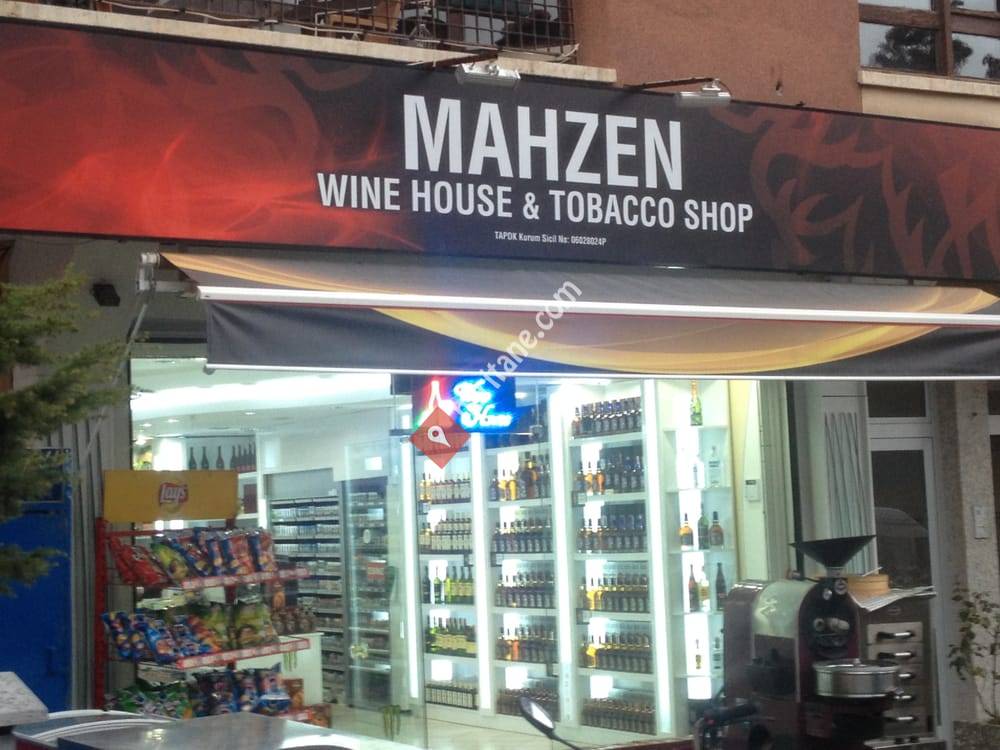 MAHZEN
WINE HOUSE & TOBACCO SHOP
TAPDK Kurum Sicil No: 06028024P
Lay's